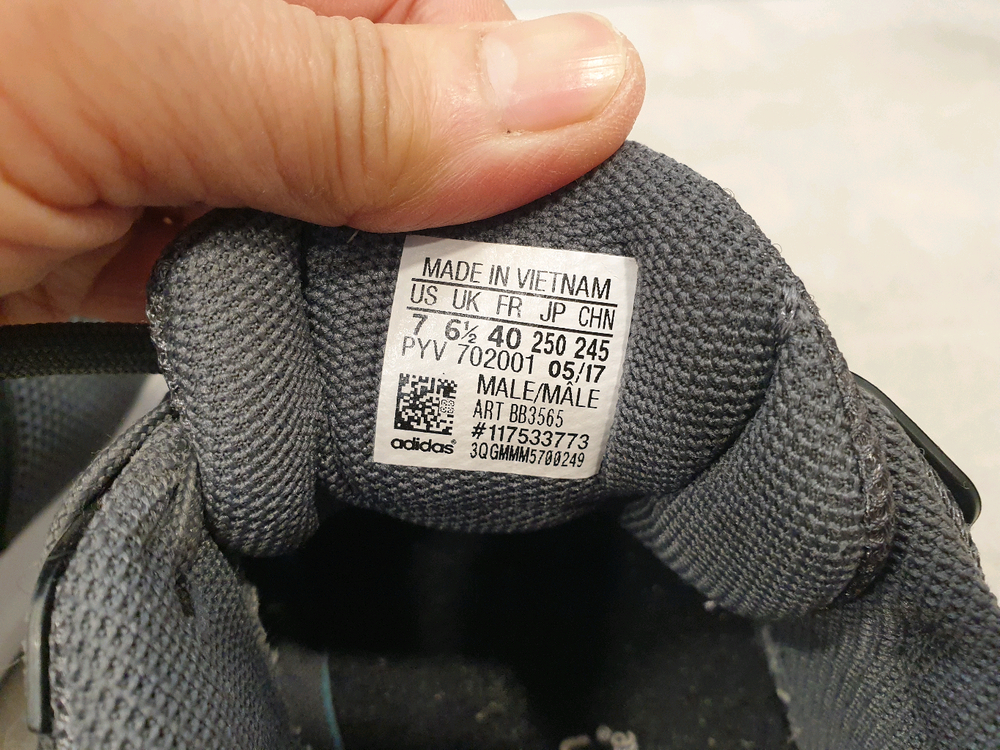 MADE IN VIETNAM
US UK FR JP CHN
7 6½ 40 250 245
PYV 702001 05/17
MALE/MÂLE
ART BB3565
#117533773
adidas® 3QGMMM5700249